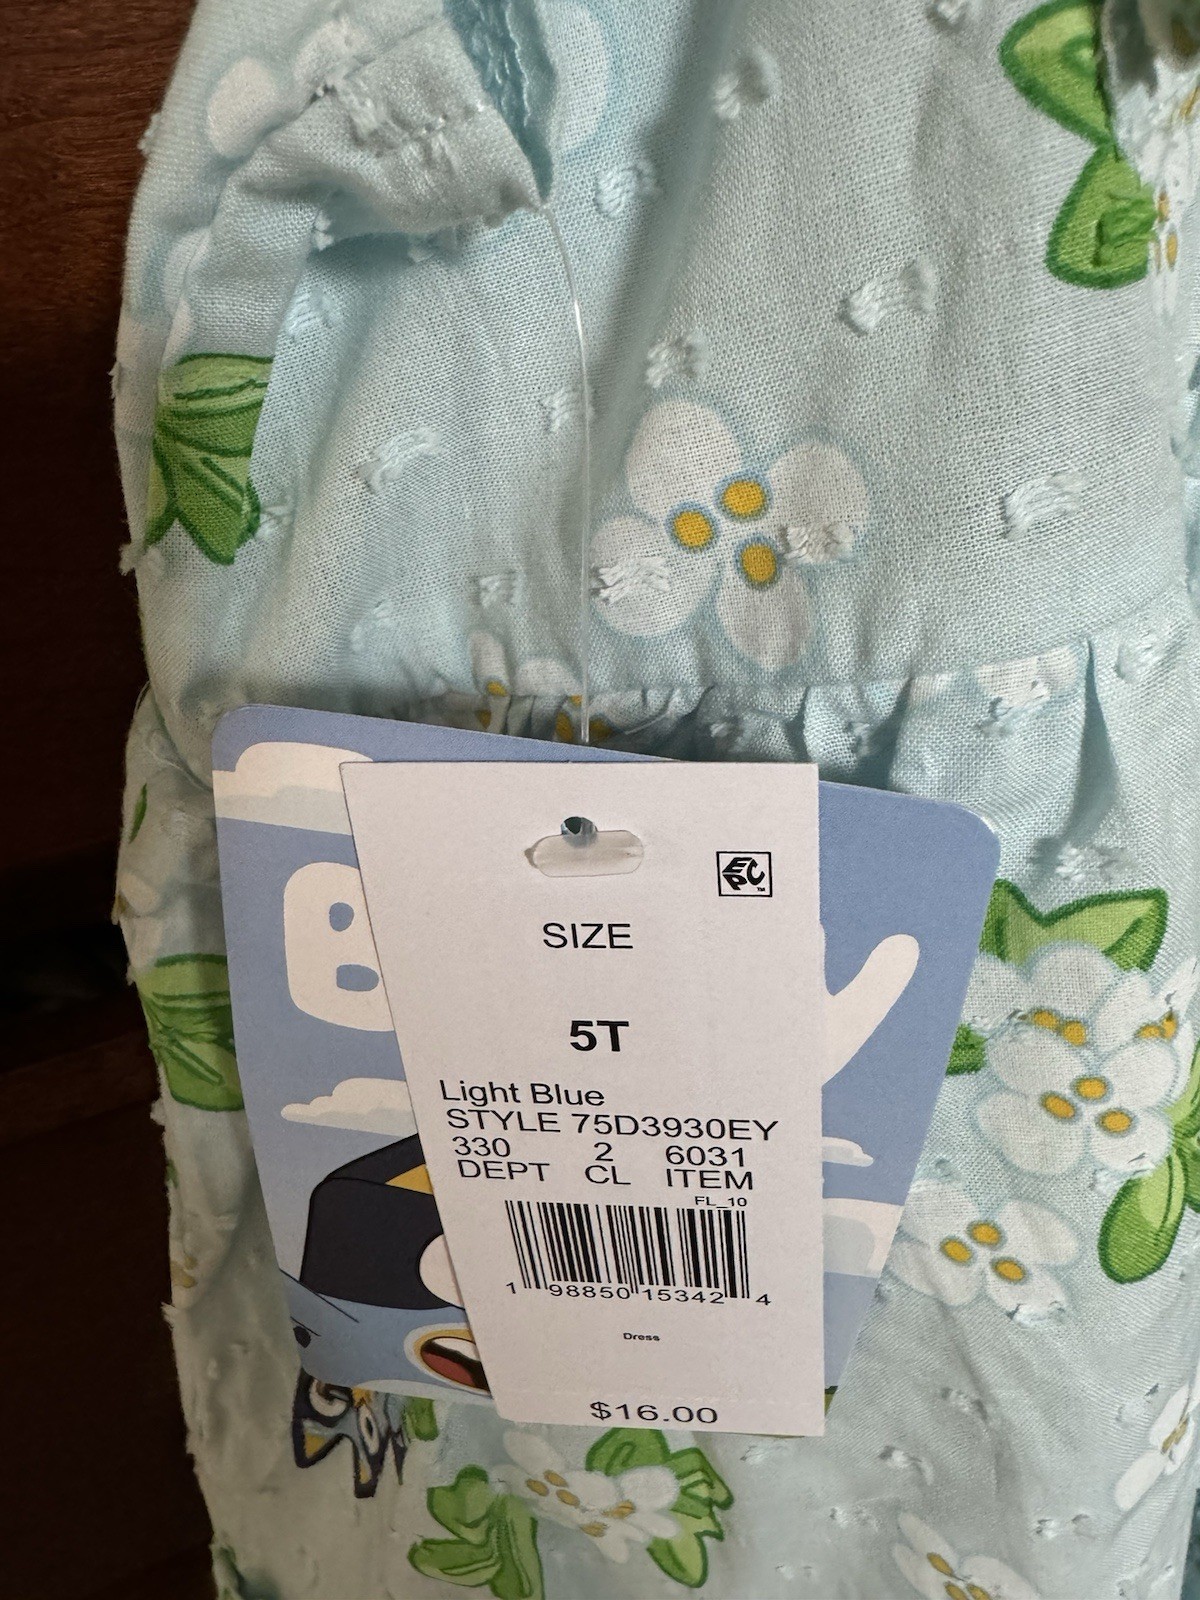 EPC™
SIZE
5T
Light Blue
STYLE 75D3930EY
330 2 6031
DEPT CL ITEM
FL_10
1 98850 15342 4
Dress
$16.00